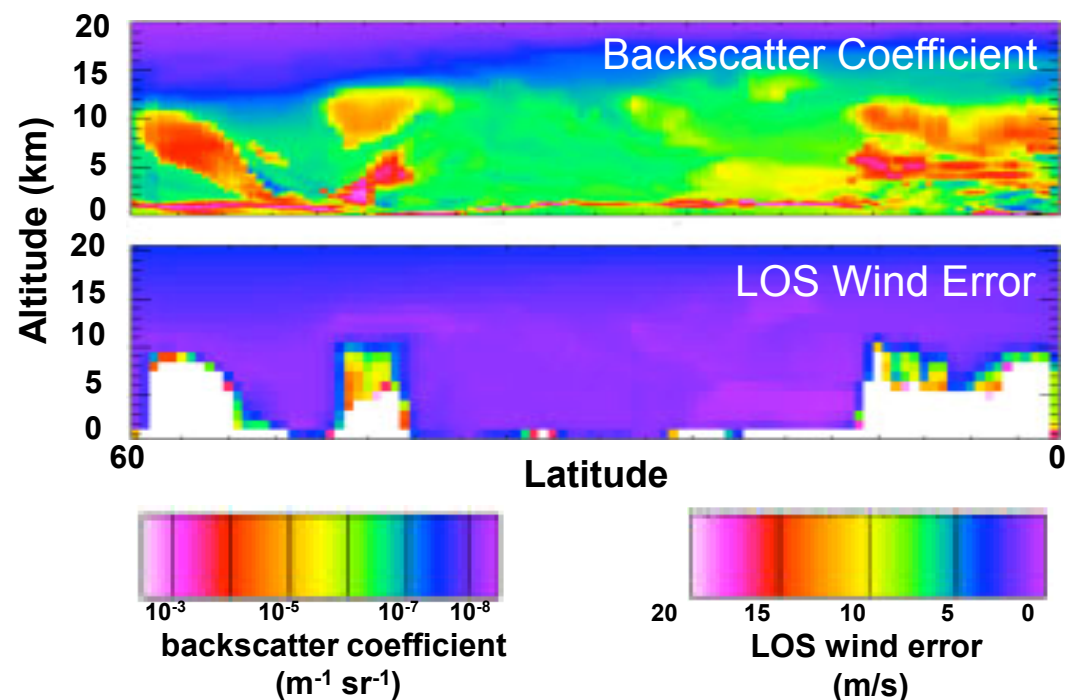 20
Backscatter Coefficient
15
10
5
0
Altitude (km)
20
LOS Wind Error
15
10
5
0
60
0
Latitude
10-3 10-5 10-7 10-8
backscatter coefficient
(m-1 sr-1)
20 15 10 5 0
LOS wind error
(m/s)